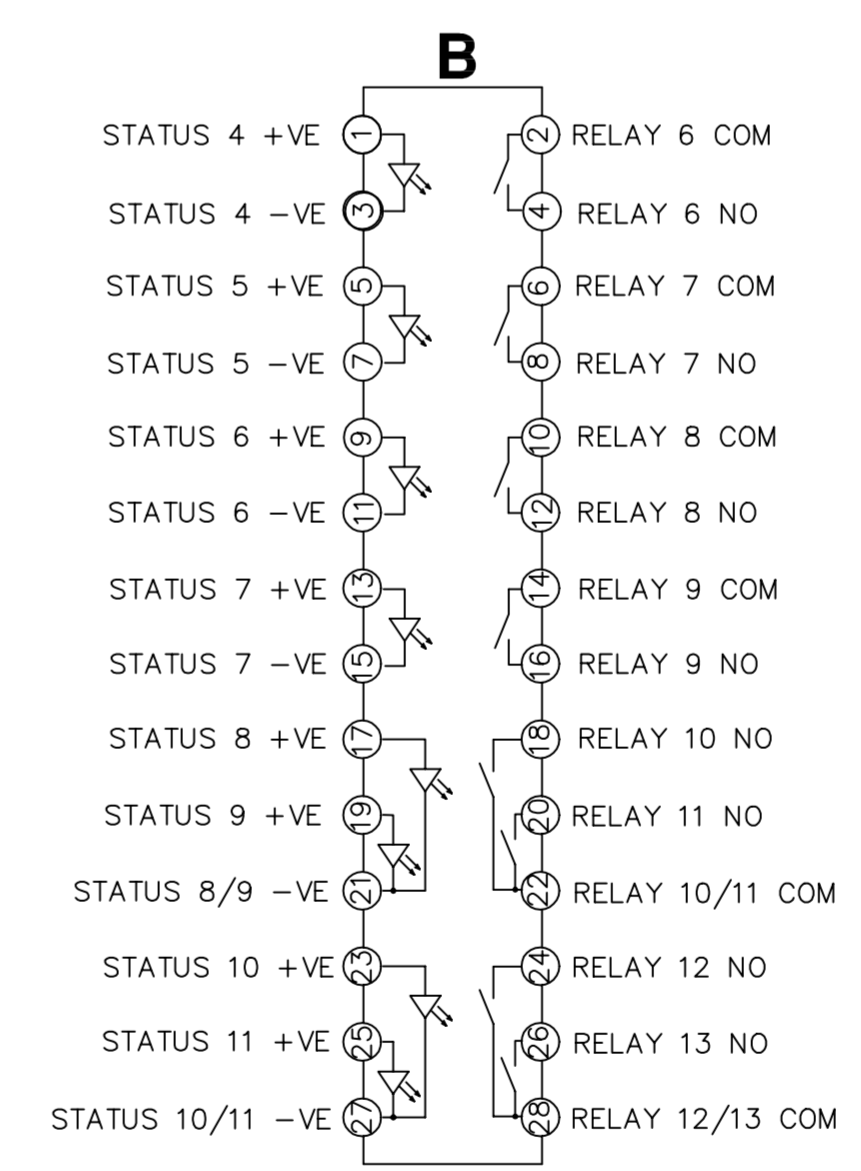 B
STATUS 4 +VE 1 2 RELAY 6 COM
STATUS 4 −VE 3 4 RELAY 6 NO
STATUS 5 +VE 5 6 RELAY 7 COM
STATUS 5 −VE 7 8 RELAY 7 NO
STATUS 6 +VE 9 10 RELAY 8 COM
STATUS 6 −VE 11 12 RELAY 8 NO
STATUS 7 +VE 13 14 RELAY 9 COM
STATUS 7 −VE 15 16 RELAY 9 NO
STATUS 8 +VE 17 18 RELAY 10 NO
STATUS 9 +VE 19 20 RELAY 11 NO
STATUS 8/9 −VE 21 22 RELAY 10/11 COM
STATUS 10 +VE 23 24 RELAY 12 NO
STATUS 11 +VE 25 26 RELAY 13 NO
STATUS 10/11 −VE 27 28 RELAY 12/13 COM